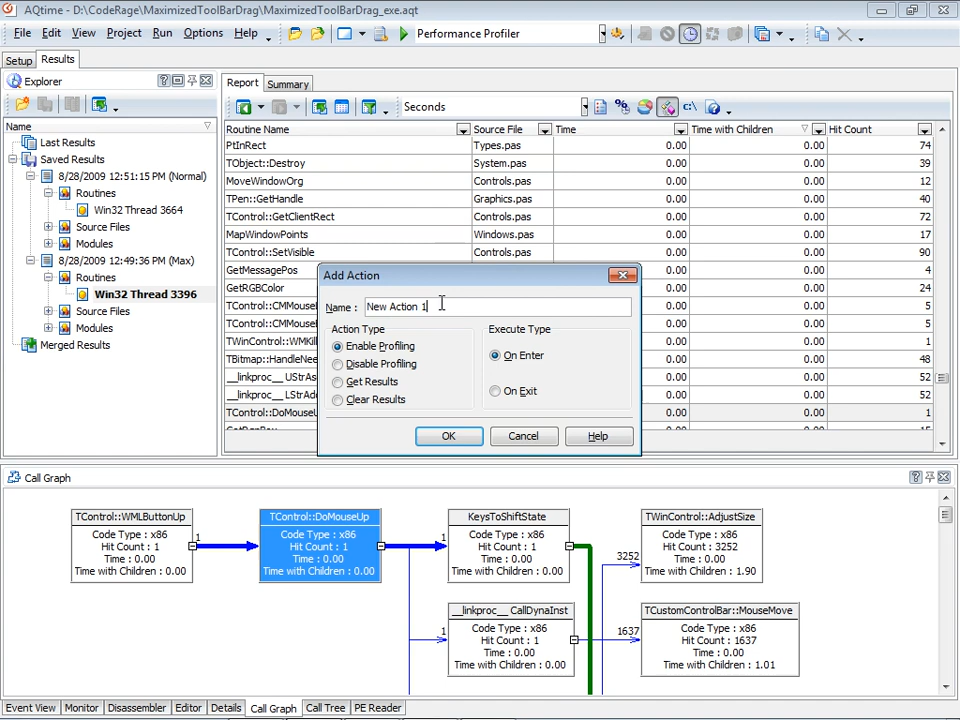 AQtime - D:\CodeRage\MaximizedToolBarDrag\MaximizedToolBarDrag_exe.aqt
File Edit View Project Run Options Help Performance Profiler
Setup Results
Explorer
Name
Last Results
Saved Results
8/28/2009 12:51:15 PM (Normal)
Routines
Win32 Thread 3664
Source Files
Modules
8/28/2009 12:49:36 PM (Max)
Routines
Win32 Thread 3396
Source Files
Modules
Merged Results
Report Summary
Seconds
Routine Name Source File Time Time with Children Hit Count
PtInRect Types.pas 0.00 0.00 74
TObject::Destroy System.pas 0.00 0.00 39
MoveWindowOrg Controls.pas 0.00 0.00 12
TPen::GetHandle Graphics.pas 0.00 0.00 40
TControl::GetClientRect Controls.pas 0.00 0.00 72
MapWindowPoints Windows.pas 0.00 0.00 17
TControl::SetVisible Controls.pas 0.00 0.00 90
GetMessagePos 0.00 4
GetRGBColor 0.00 24
TControl::CMMous 0.00 5
TControl::CMMous 0.00 5
TWinControl::WMKill 0.00 1
TBitmap::HandleNee 0.00 48
__linkproc__ UStrAs 0.00 52
__linkproc__ LStrAd 0.00 52
TControl::DoMouseU 0.00 1
Add Action
Name : New Action 1
Action Type
Enable Profiling
Disable Profiling
Get Results
Clear Results
Execute Type
On Enter
On Exit
OK Cancel Help
Call Graph
TControl::WMLButtonUp
Code Type : x86
Hit Count : 1
Time : 0.00
Time with Children : 0.00
1
TControl::DoMouseUp
Code Type : x86
Hit Count : 1
Time : 0.00
Time with Children : 0.00
1
KeysToShiftState
Code Type : x86
Hit Count : 1
Time : 0.00
Time with Children : 0.00
3252
TWinControl::AdjustSize
Code Type : x86
Hit Count : 3252
Time : 0.00
Time with Children : 1.90
1
__linkproc__ CallDynaInst
Code Type : x86
Hit Count : 1
Time : 0.00
Time with Children : 0.00
1637
TCustomControlBar::MouseMove
Code Type : x86
Hit Count : 1637
Time : 0.00
Time with Children : 1.01
Event View Monitor Disassembler Editor Details Call Graph Call Tree PE Reader